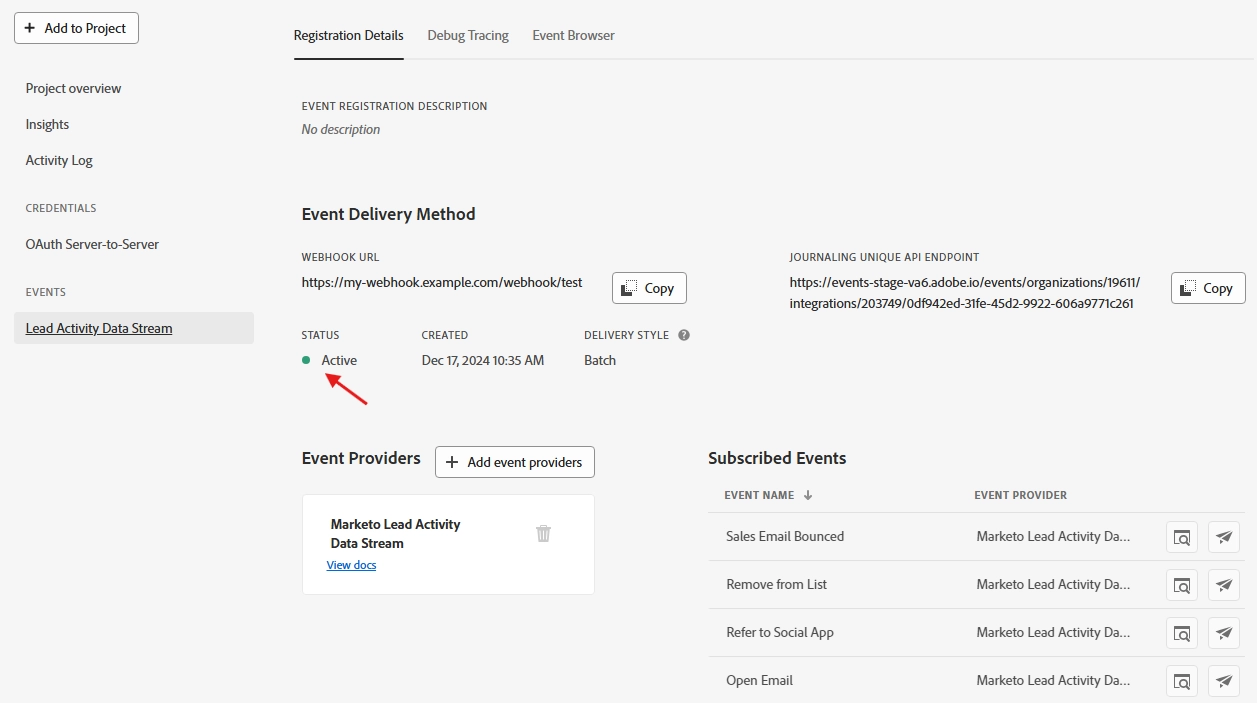 Add to Project
Project overview
Insights
Activity Log
CREDENTIALS
OAuth Server-to-Server
EVENTS
Lead Activity Data Stream
Registration Details
Debug Tracing
Event Browser
EVENT REGISTRATION DESCRIPTION
No description
Event Delivery Method
WEBHOOK URL
https://my-webhook.example.com/webhook/test
Copy
JOURNALING UNIQUE API ENDPOINT
https://events-stage-va6.adobe.io/events/organizations/19611/
integrations/203749/0df942ed-31fe-45d2-9922-606a9771c261
Copy
STATUS
Active
CREATED
Dec 17, 2024 10:35 AM
DELIVERY STYLE ?
Batch
Event Providers
Add event providers
Marketo Lead Activity
Data Stream
View docs
Subscribed Events
EVENT NAME
EVENT PROVIDER
Sales Email Bounced
Marketo Lead Activity Da...
Remove from List
Marketo Lead Activity Da...
Refer to Social App
Marketo Lead Activity Da...
Open Email
Marketo Lead Activity Da...